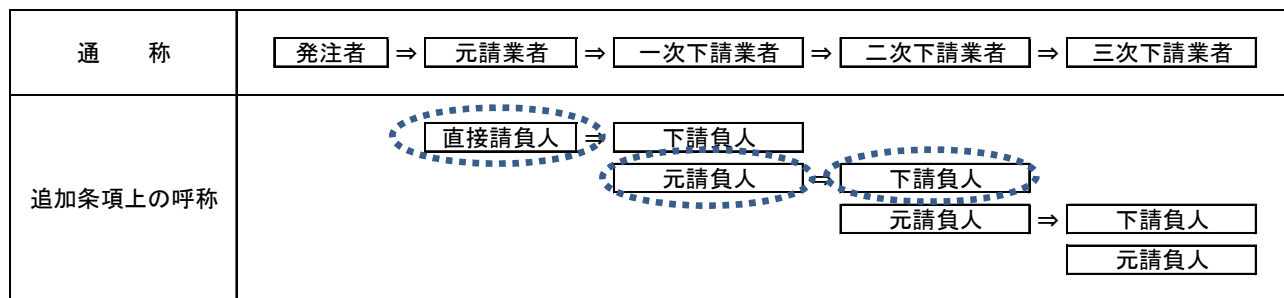 通　　称 発注者 ⇒ 元請業者 ⇒ 一次下請業者 ⇒ 二次下請業者 ⇒ 三次下請業者
直接請負人 ⇒ 下請負人
元請負人 ⇒ 下請負人
追加条項上の呼称
元請負人 ⇒ 下請負人
元請負人